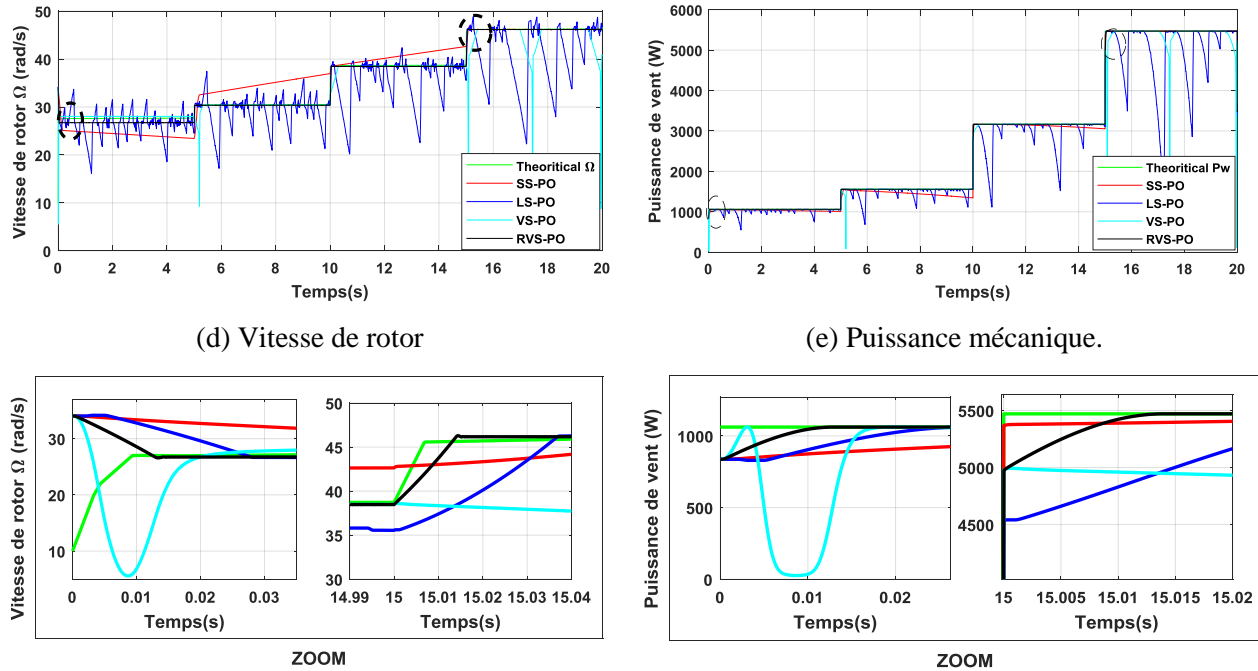 50
40
30
20
10
0
Vitesse de rotor Ω (rad/s)
Theoritical Ω
SS-PO
LS-PO
VS-PO
RVS-PO
0 2 4 6 8 10 12 14 16 18 20
Temps(s)
(d) Vitesse de rotor
6000
5000
4000
3000
2000
1000
0
Puissance de vent (W)
Theoritical Pw
SS-PO
LS-PO
VS-PO
RVS-PO
0 2 4 6 8 10 12 14 16 18 20
Temps(s)
(e) Puissance mécanique.
Vitesse de rotor Ω (rad/s)
30
20
10
0 0.01 0.02 0.03
Temps(s)
50
45
40
35
30
14.99 15 15.01 15.02 15.03 15.04
Temps(s)
ZOOM
Puissance de vent (W)
1000
500
0
0 0.01 0.02
Temps(s)
5500
5000
4500
15 15.005 15.01 15.015 15.02
Temps(s)
ZOOM